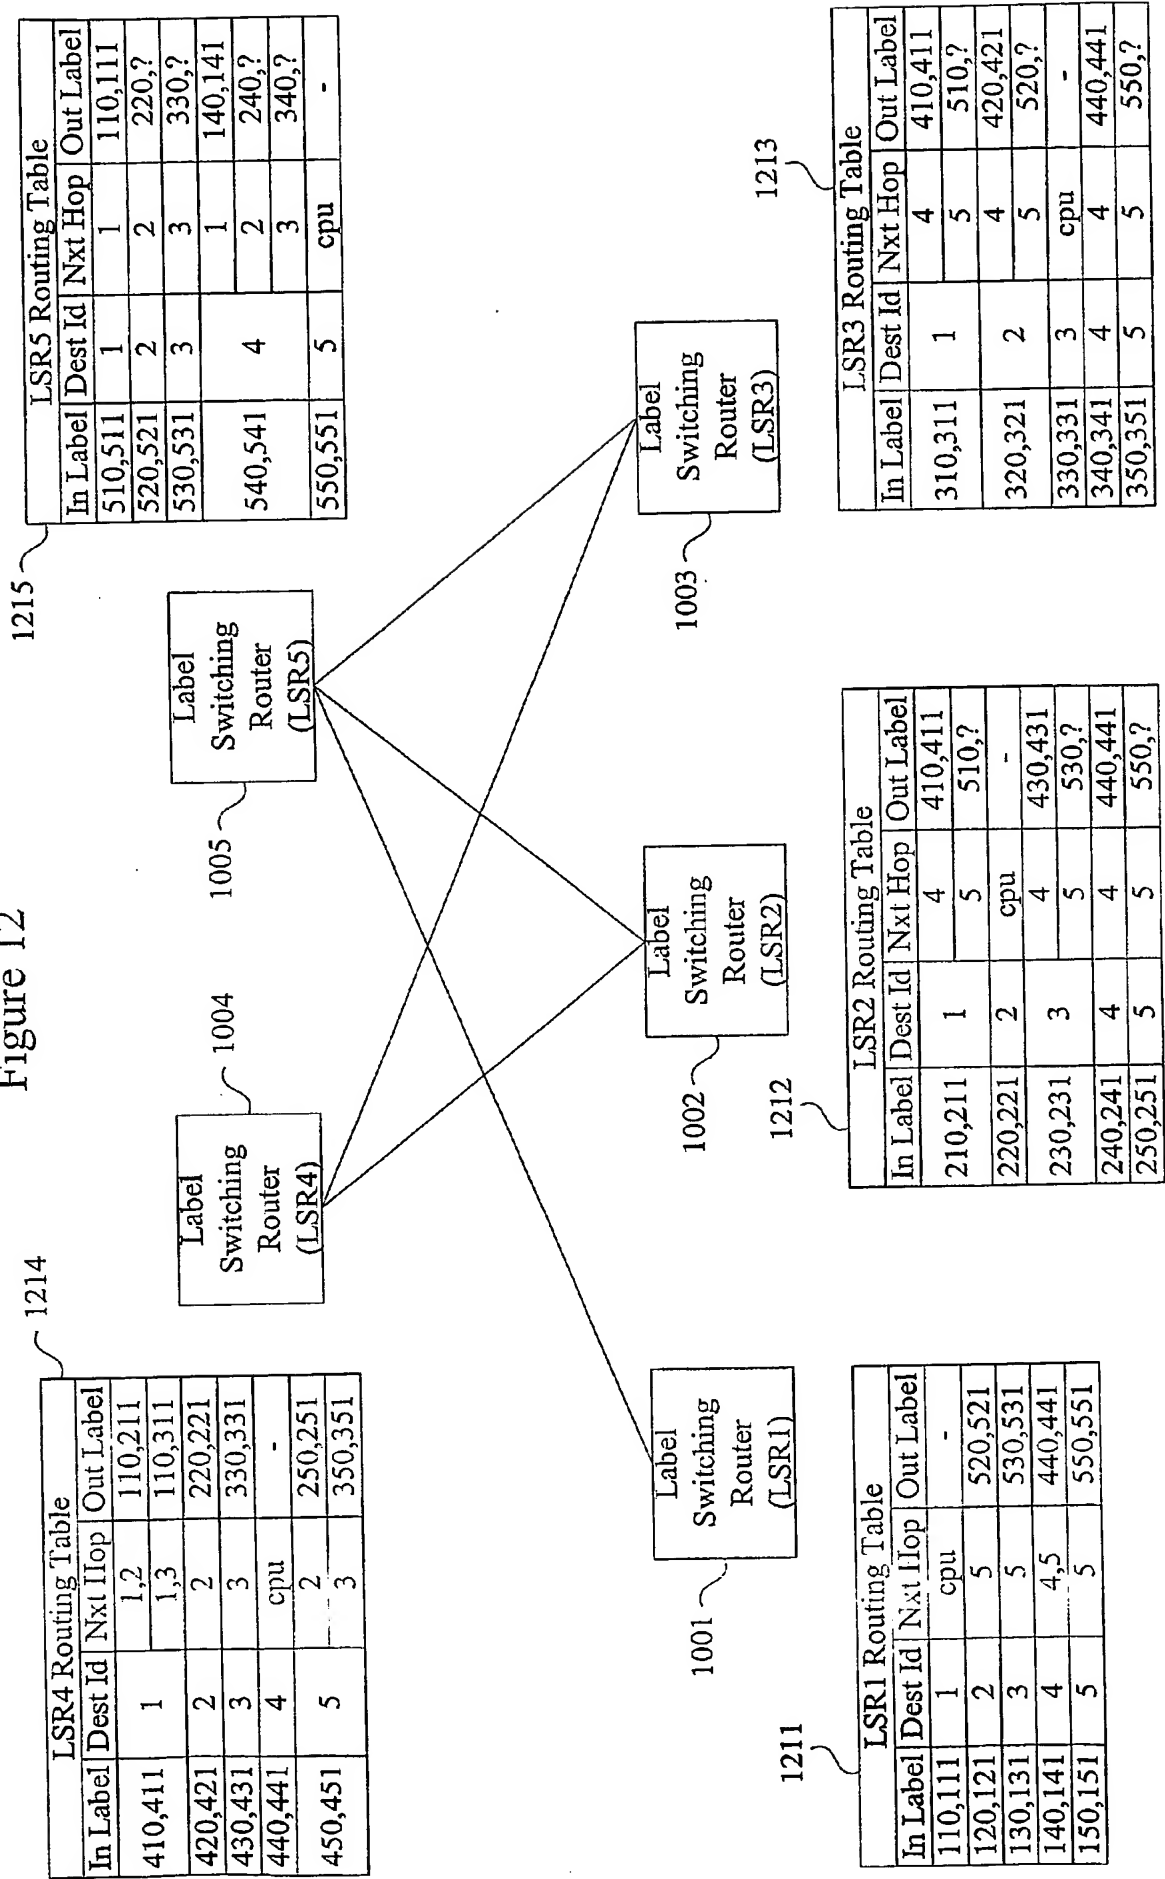 Figure 12
1214
LSR4 Routing Table
In Label Dest Id Nxt Hop Out Label
410,411 1 1,2 110,211
1,3 110,311
420,421 2 2 220,221
430,431 3 3 330,331
440,441 4 cpu -
450,451 5 2 250,251
3 350,351
1215
LSR5 Routing Table
In Label Dest Id Nxt Hop Out Label
510,511 1 1 110,111
520,521 2 2 220,?
530,531 3 3 330,?
540,541 4 1 140,141
2 240,?
3 340,?
550,551 5 cpu -
Label
Switching
Router
(LSR4)
1004
Label
Switching
Router
(LSR5)
1005
Label
Switching
Router
(LSR1)
1001
Label
Switching
Router
(LSR2)
1002
Label
Switching
Router
(LSR3)
1003
1211
LSR1 Routing Table
In Label Dest Id Nxt Hop Out Label
110,111 1 cpu -
120,121 2 5 520,521
130,131 3 5 530,531
140,141 4 4,5 440,441
150,151 5 5 550,551
1212
LSR2 Routing Table
In Label Dest Id Nxt Hop Out Label
210,211 1 4 410,411
5 510,?
220,221 2 cpu -
230,231 3 4 430,431
5 530,?
240,241 4 4 440,441
250,251 5 5 550,?
1213
LSR3 Routing Table
In Label Dest Id Nxt Hop Out Label
310,311 1 4 410,411
5 510,?
320,321 2 4 420,421
5 520,?
330,331 3 cpu -
340,341 4 4 440,441
350,351 5 5 550,?